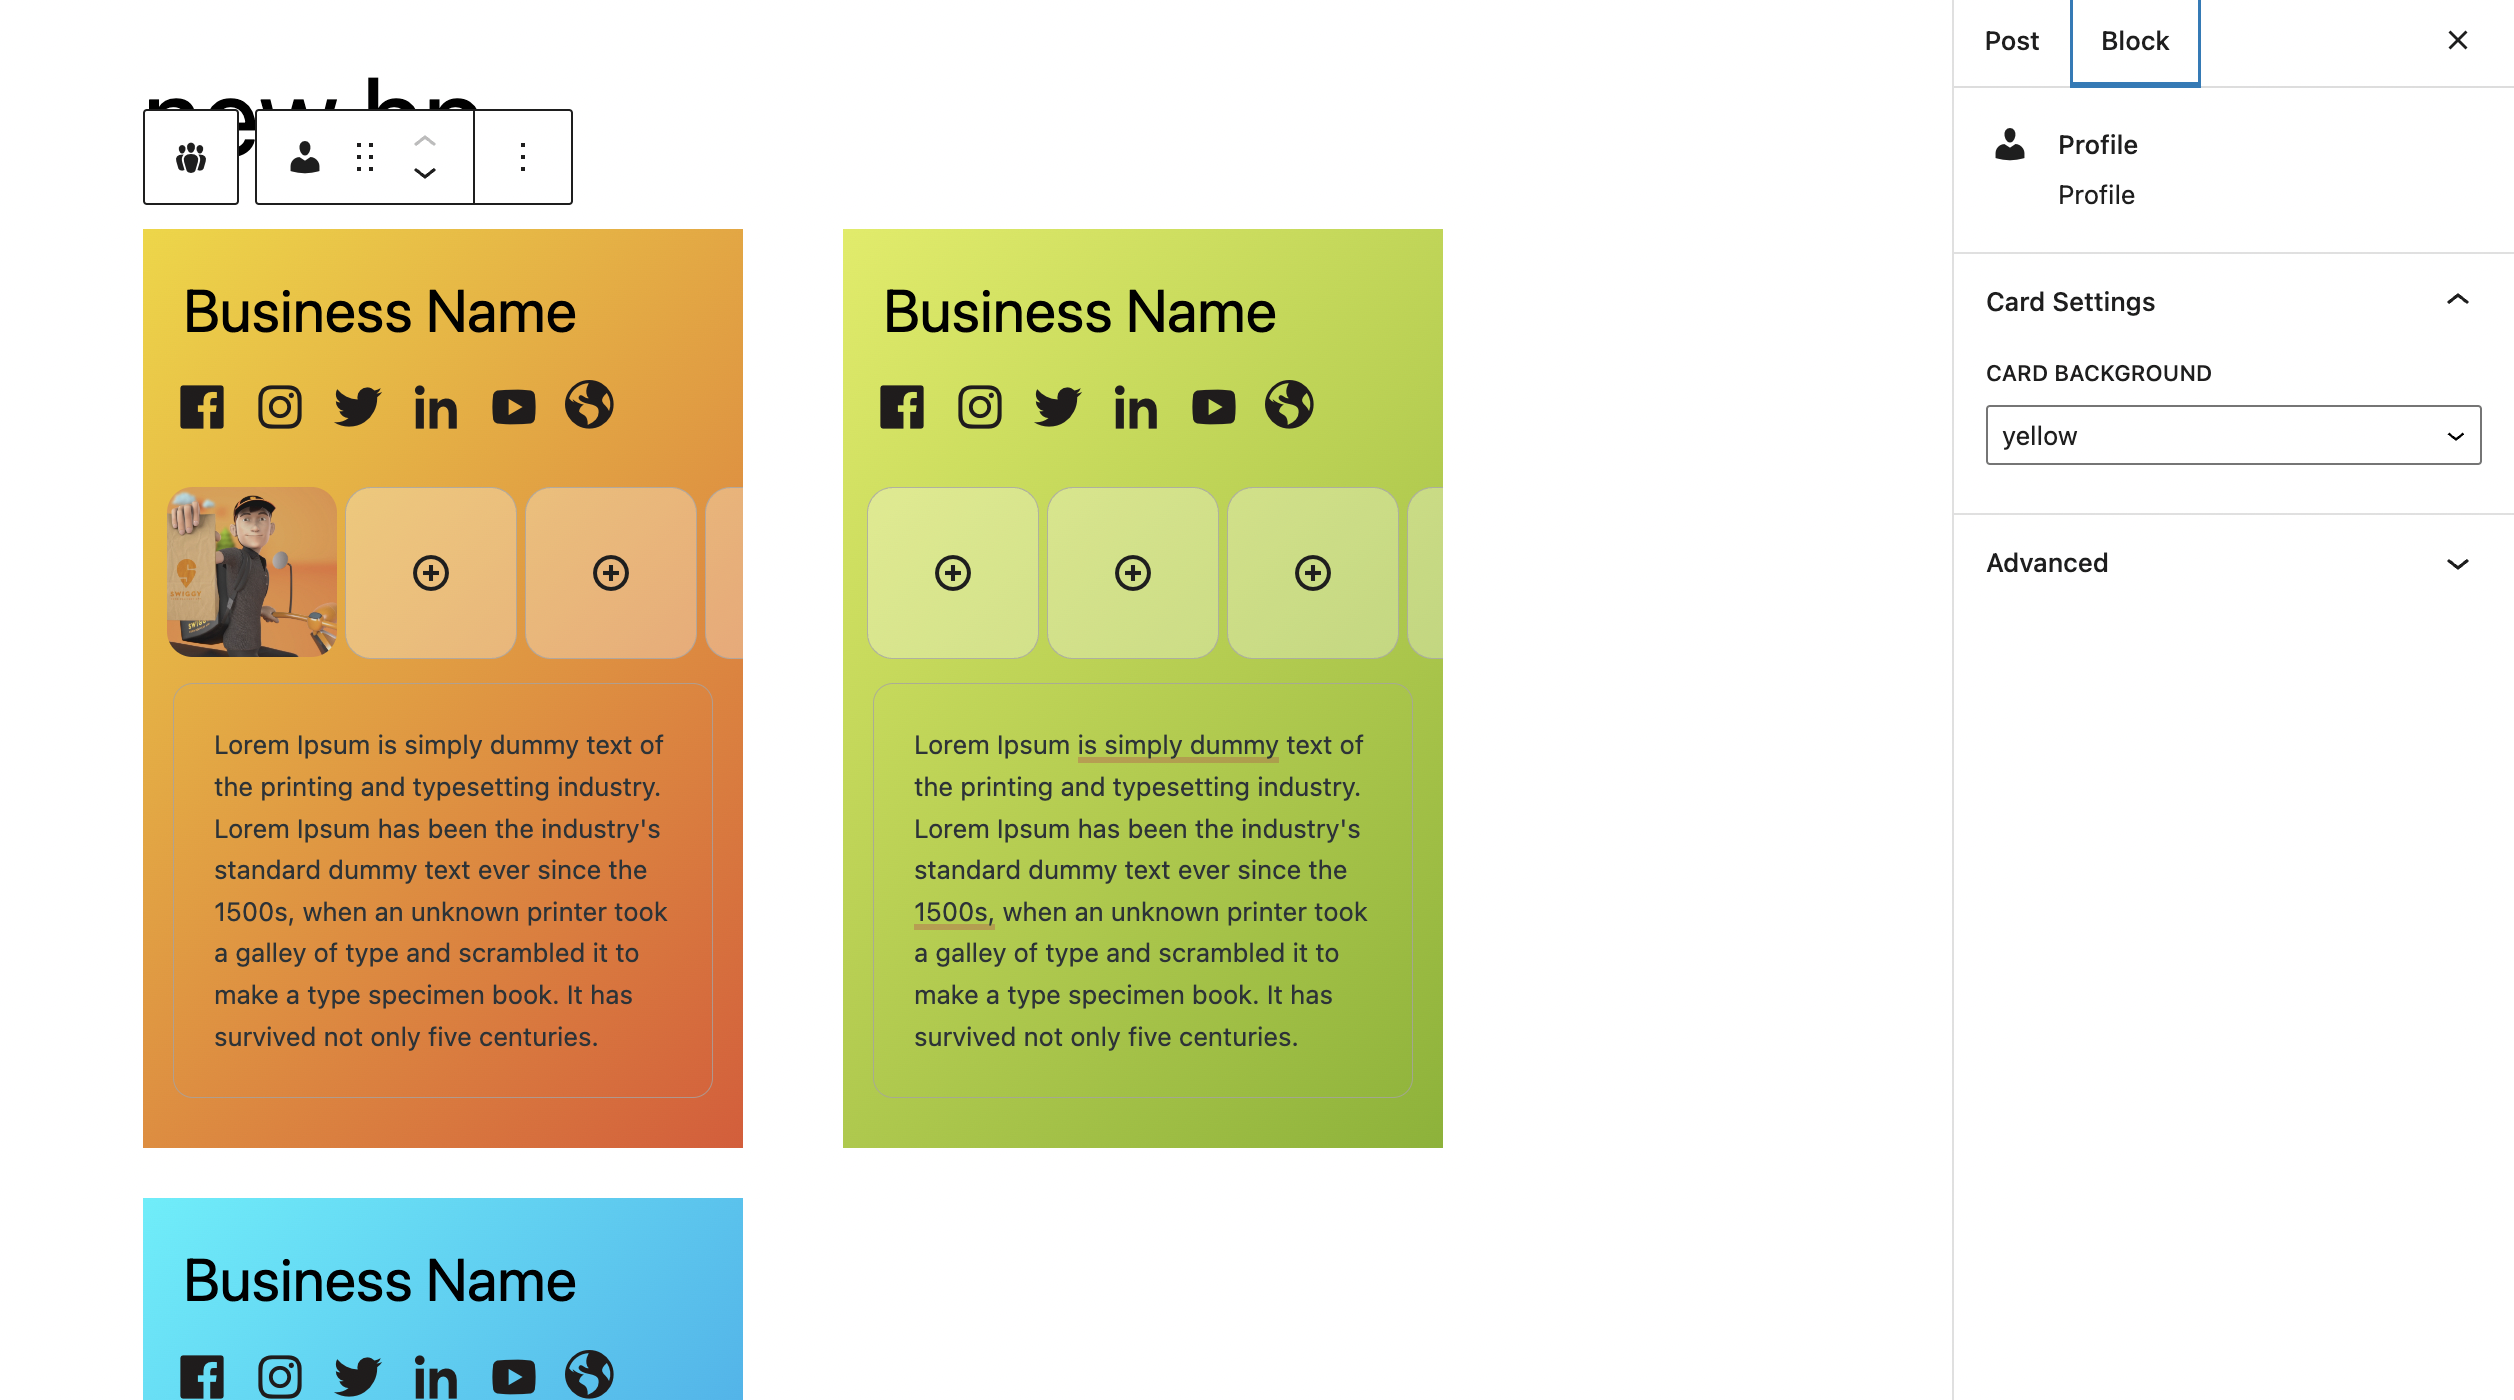 new bp
Business Name
Lorem Ipsum is simply dummy text of
the printing and typesetting industry.
Lorem Ipsum has been the industry's
standard dummy text ever since the
1500s, when an unknown printer took
a galley of type and scrambled it to
make a type specimen book. It has
survived not only five centuries.
SWIGGY
Business Name
Lorem Ipsum is simply dummy text of
the printing and typesetting industry.
Lorem Ipsum has been the industry's
standard dummy text ever since the
1500s, when an unknown printer took
a galley of type and scrambled it to
make a type specimen book. It has
survived not only five centuries.
Business Name
Post
Block
Profile
Profile
Card Settings
CARD BACKGROUND
yellow
Advanced